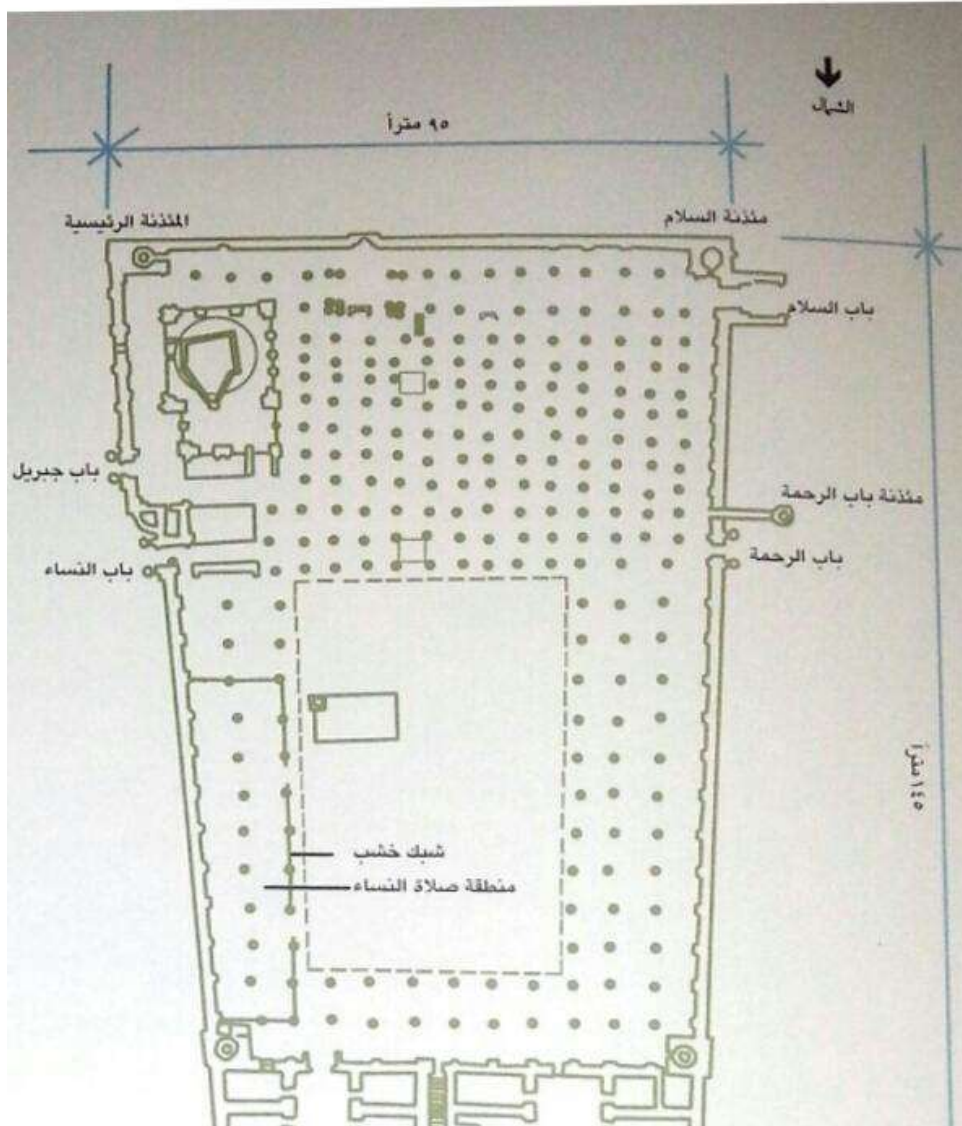 الشمال
٩٥ متراً
مئذنة السلام
المئذنة الرئيسية
باب السلام
باب جبريل
مئذنة باب الرحمة
باب الرحمة
باب النساء
١٤٥ متراً
شبك خشب
منطقة صلاة النساء